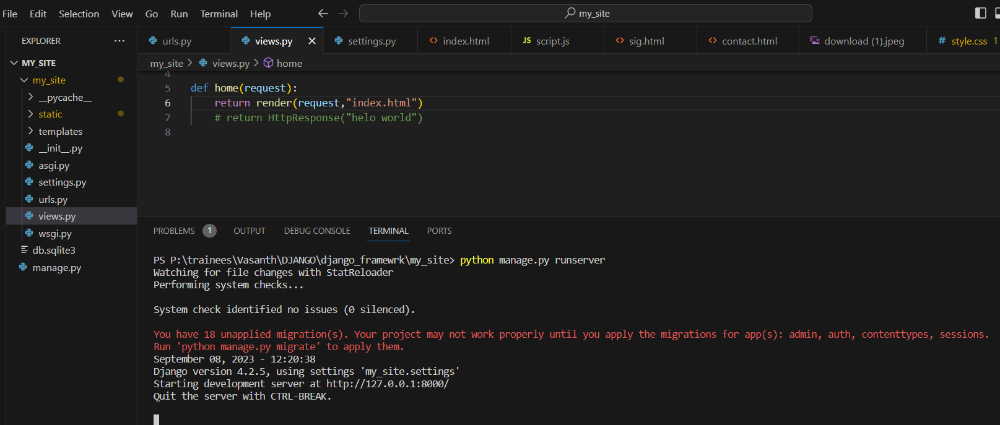 File Edit Selection View Go Run Terminal Help my_site
EXPLORER ··· urls.py views.py settings.py index.html JS script.js sig.html contact.html download (1).jpeg # style.css 1
MY_SITE
my_site > views.py > home
my_site
__pycache__
static
templates
__init__.py
asgi.py
settings.py
urls.py
views.py
wsgi.py
db.sqlite3
manage.py
4
5 def home(request):
6 return render(request,"index.html")
7 # return HttpResponse("helo world")
8
PROBLEMS 1 OUTPUT DEBUG CONSOLE TERMINAL PORTS
PS P:\trainees\Vasanth\DJANGO\django_framewrk\my_site> python manage.py runserver
Watching for file changes with StatReloader
Performing system checks...
System check identified no issues (0 silenced).
You have 18 unapplied migration(s). Your project may not work properly until you apply the migrations for app(s): admin, auth, contenttypes, sessions.
Run 'python manage.py migrate' to apply them.
September 08, 2023 - 12:20:38
Django version 4.2.5, using settings 'my_site.settings'
Starting development server at http://127.0.0.1:8000/
Quit the server with CTRL-BREAK.